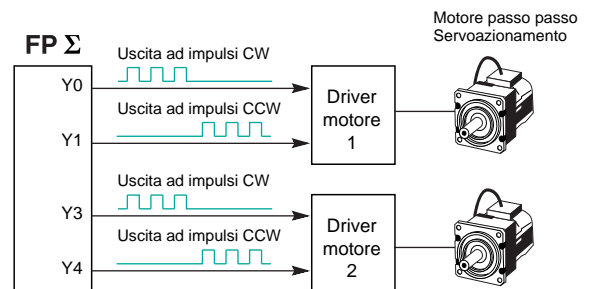 Motore passo passo
Servoazionamento
FP Σ
Uscita ad impulsi CW
Y0
Uscita ad impulsi CCW
Y1
Driver
motore
1
Uscita ad impulsi CW
Y3
Uscita ad impulsi CCW
Y4
Driver
motore
2